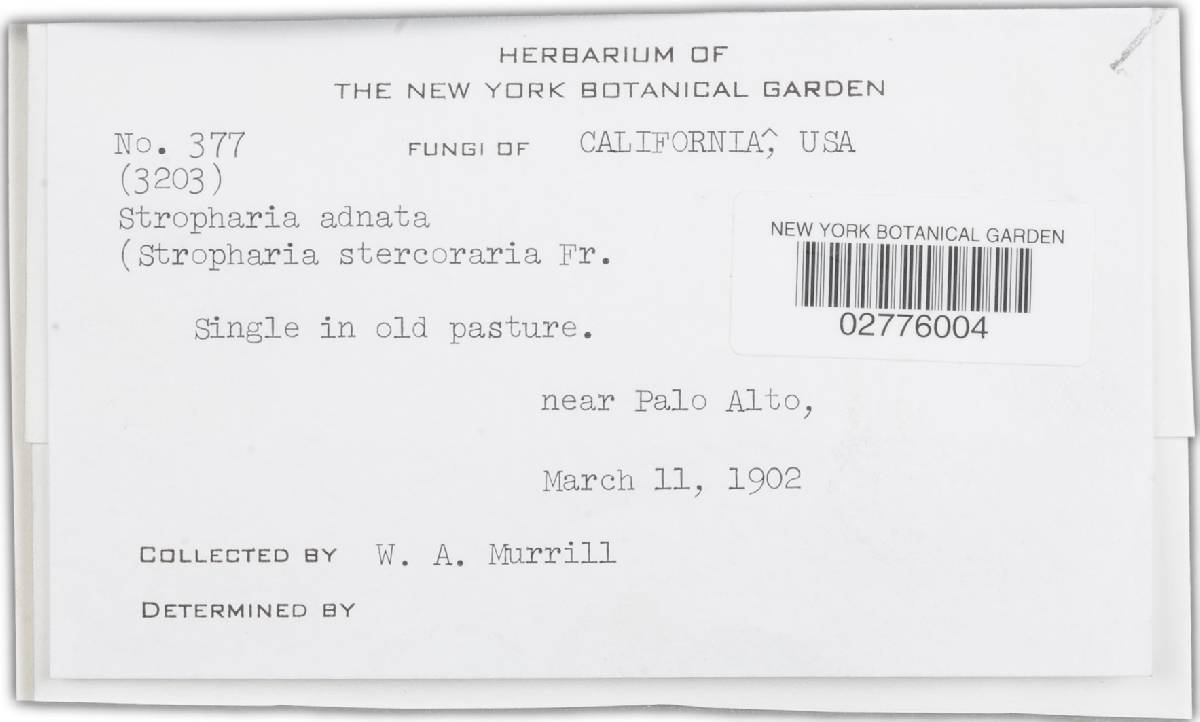 HERBARIUM OF
THE NEW YORK BOTANICAL GARDEN
No. 377 FUNGI OF CALIFORNIA^, USA
(3203)
Stropharia adnata
(Stropharia stercoraria Fr.
NEW YORK BOTANICAL GARDEN
02776004
Single in old pasture.
near Palo Alto,
March 11, 1902
COLLECTED BY W. A. Murrill
DETERMINED BY